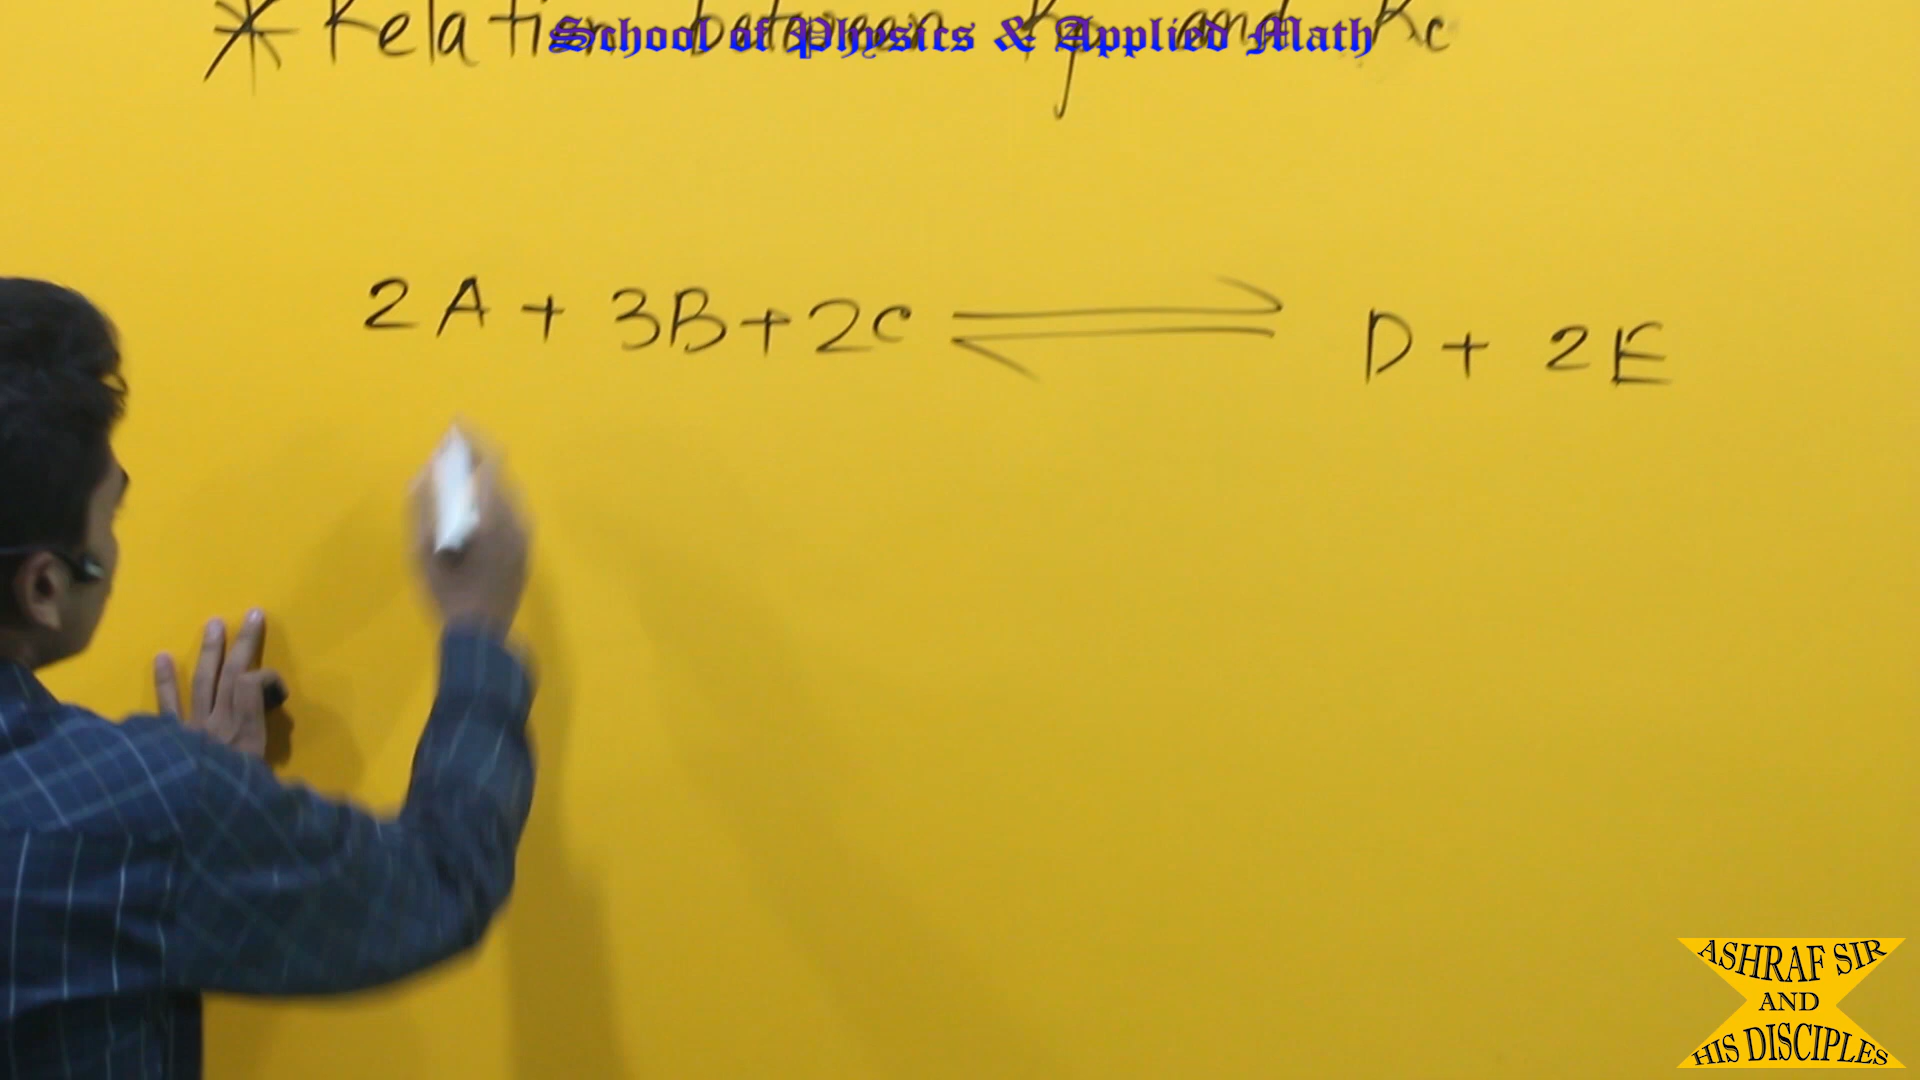 * Relation between Kp and Kc
School of Physics & Applied Math
2A + 3B + 2C ⇌ D + 2E
ASHRAF SIR
AND
HIS DISCIPLES